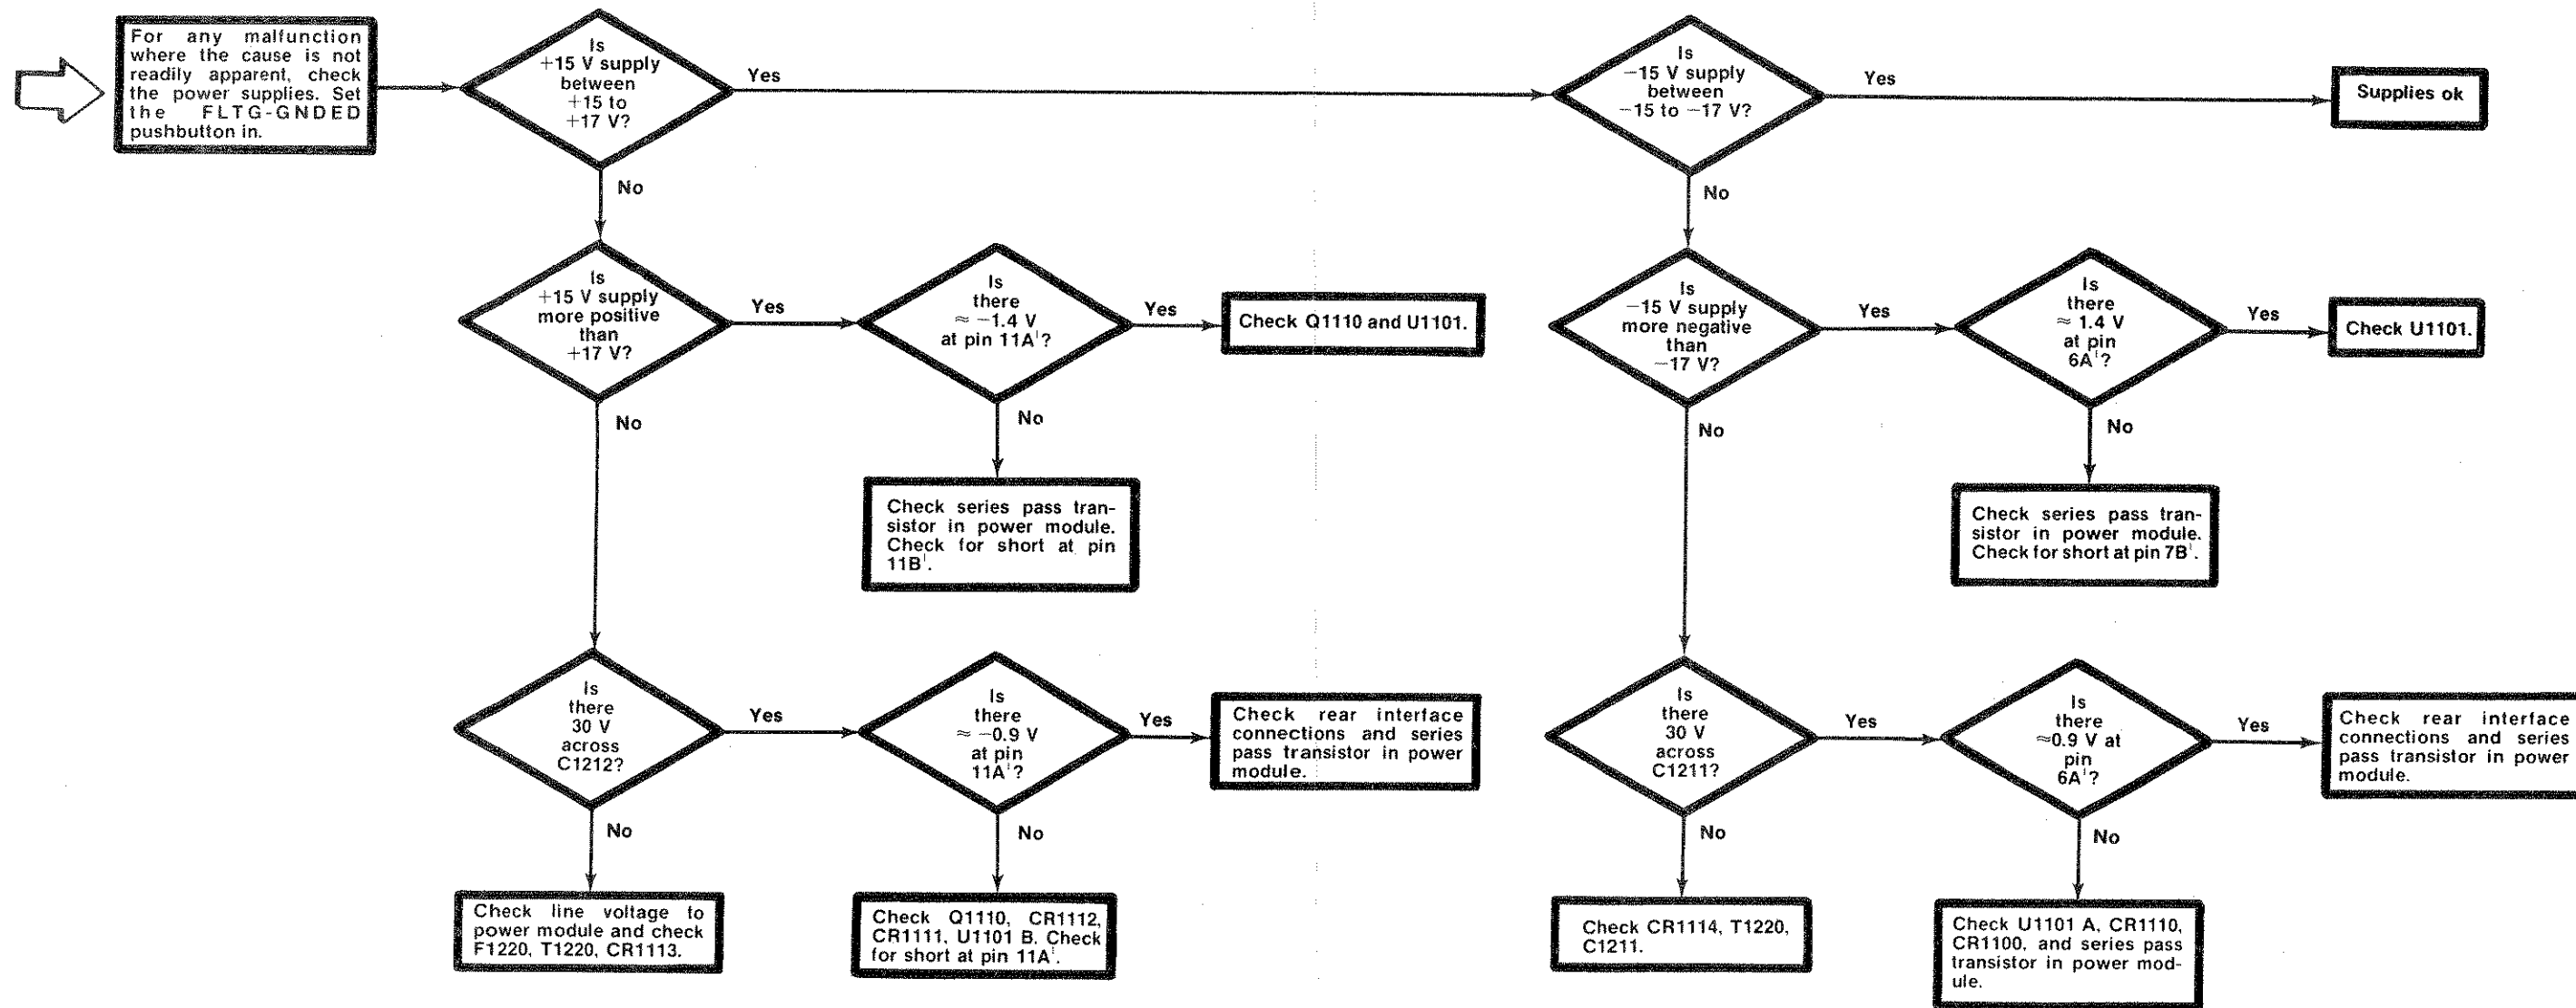 For any malfunction
where the cause is not
readily apparent, check
the power supplies. Set
the FLTG-GNDED
pushbutton in.
Is
+15 V supply
between
+15 to
+17 V?
Yes
No
Is
−15 V supply
between
−15 to −17 V?
Yes
No
Supplies ok
Is
+15 V supply
more positive
than
+17 V?
Yes
No
Is
there
≈ −1.4 V
at pin 11A¹?
Yes
No
Check Q1110 and U1101.
Check series pass tran-
sistor in power module.
Check for short at pin
11B¹.
Is
−15 V supply
more negative
than
−17 V?
Yes
No
Is
there
≈ 1.4 V
at pin
6A¹?
Yes
No
Check U1101.
Check series pass tran-
sistor in power module.
Check for short at pin 7B¹.
Is
there
30 V
across
C1212?
Yes
No
Is
there
≈ −0.9 V
at pin
11A¹?
Yes
No
Check rear interface
connections and series
pass transistor in power
module.
Check line voltage to
power module and check
F1220, T1220, CR1113.
Check Q1110, CR1112,
CR1111, U1101 B. Check
for short at pin 11A¹.
Is
there
30 V
across
C1211?
Yes
No
Is
there
≈0.9 V at
pin
6A¹?
Yes
No
Check rear interface
connections and series
pass transistor in power
module.
Check CR1114, T1220,
C1211.
Check U1101 A, CR1110,
CR1100, and series pass
transistor in power mod-
ule.